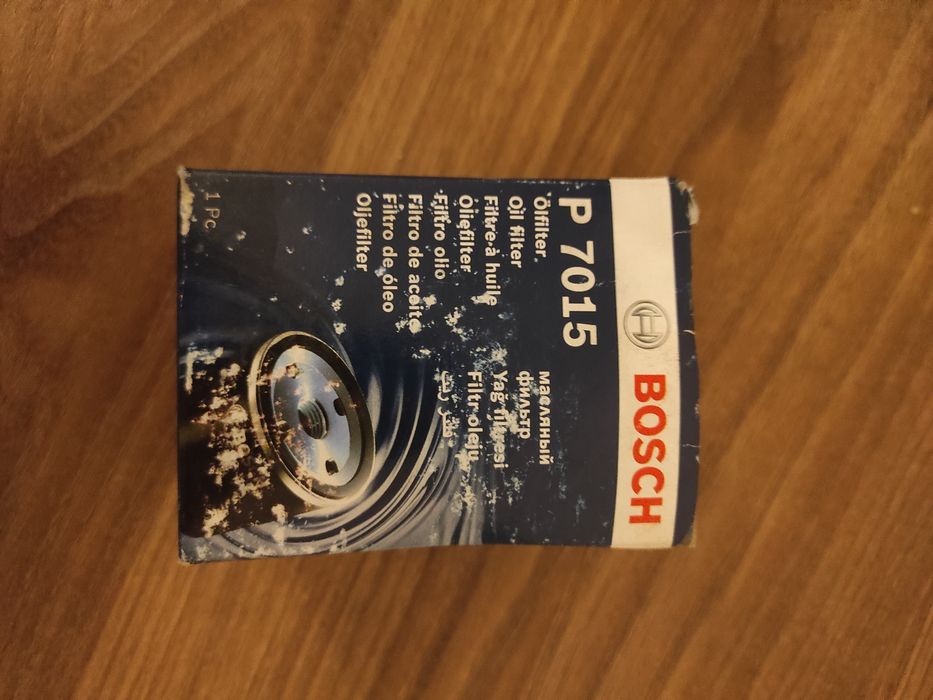 BOSCH
P 7015
Ölfilter
Oil filter
Filtre à huile
Oliefilter
Filtro olio
Filtro de aceite
Filtro de óleo
Oljefilter
масляный
фильтр
Yağ filtresi
Filtr oleju
1 Pc.